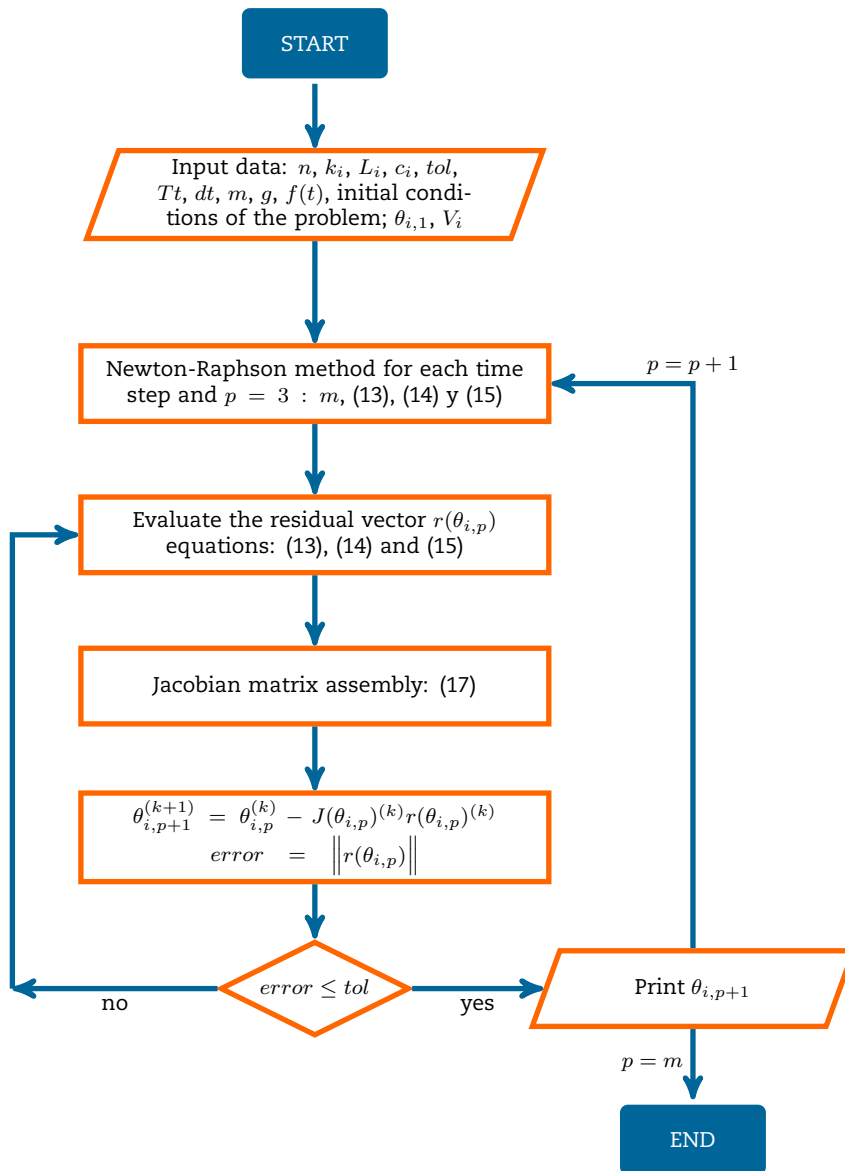 START
Input data: n, k_i, L_i, c_i, tol,
Tt, dt, m, g, f(t), initial condi-
tions of the problem; θ_{i,1}, V_i
Newton-Raphson method for each time
step and p = 3 : m, (13), (14) y (15)
p = p + 1
Evaluate the residual vector r(θ_{i,p})
equations: (13), (14) and (15)
Jacobian matrix assembly: (17)
θ_{i,p+1}^{(k+1)} = θ_{i,p}^{(k)} − J(θ_{i,p})^{(k)} r(θ_{i,p})^{(k)}
error = ‖r(θ_{i,p})‖
error ≤ tol
no
yes
Print θ_{i,p+1}
p = m
END